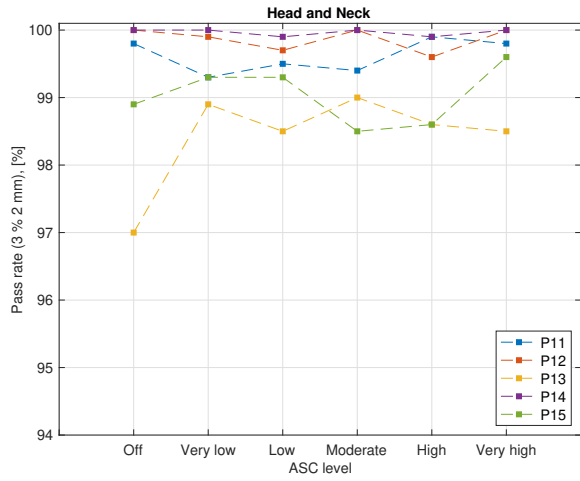 Head and Neck
Pass rate (3 % 2 mm), [%]
100
99
98
97
96
95
94
Off Very low Low Moderate High Very high
ASC level
P11
P12
P13
P14
P15